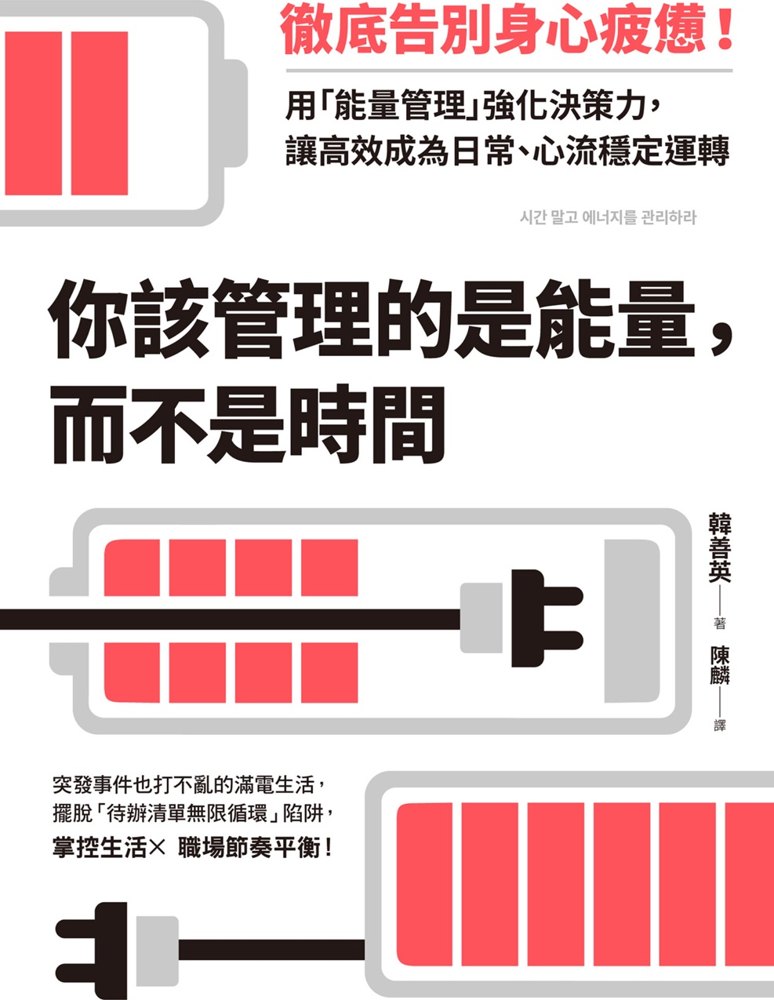 徹底告別身心疲憊！
用「能量管理」強化決策力，
讓高效成為日常、心流穩定運轉
시간 말고 에너지를 관리하라
你該管理的是能量，
而不是時間
韓善英——著 陳麟——譯
突發事件也打不亂的滿電生活，
擺脫「待辦清單無限循環」陷阱，
掌控生活× 職場節奏平衡！